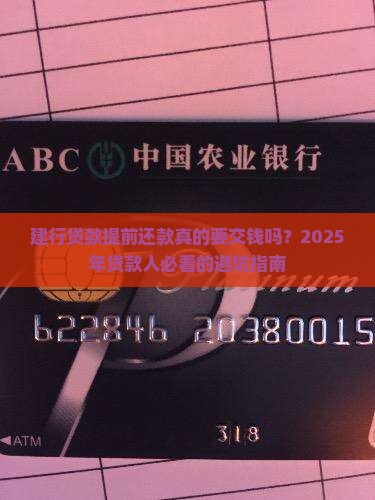 ABC 中国农业银行
建行贷款提前还款真的要交钱吗？2025
年贷款人必看的避坑指南
Platinum
622846 20380015
318
◀ATM